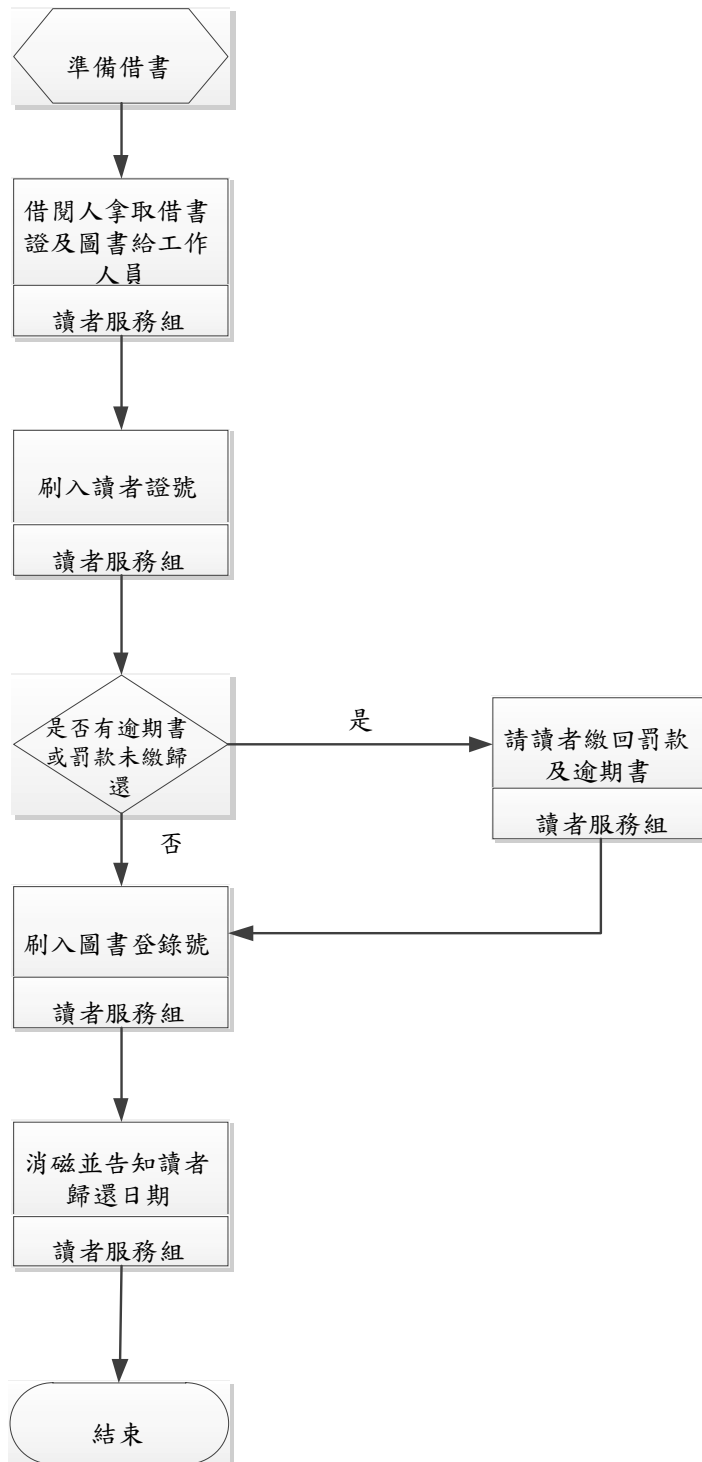 準備借書
借閱人拿取借書
證及圖書給工作
人員
讀者服務組
刷入讀者證號
讀者服務組
是否有逾期書
或罰款未繳歸
還
是
請讀者繳回罰款
及逾期書
讀者服務組
否
刷入圖書登錄號
讀者服務組
消磁並告知讀者
歸還日期
讀者服務組
結束